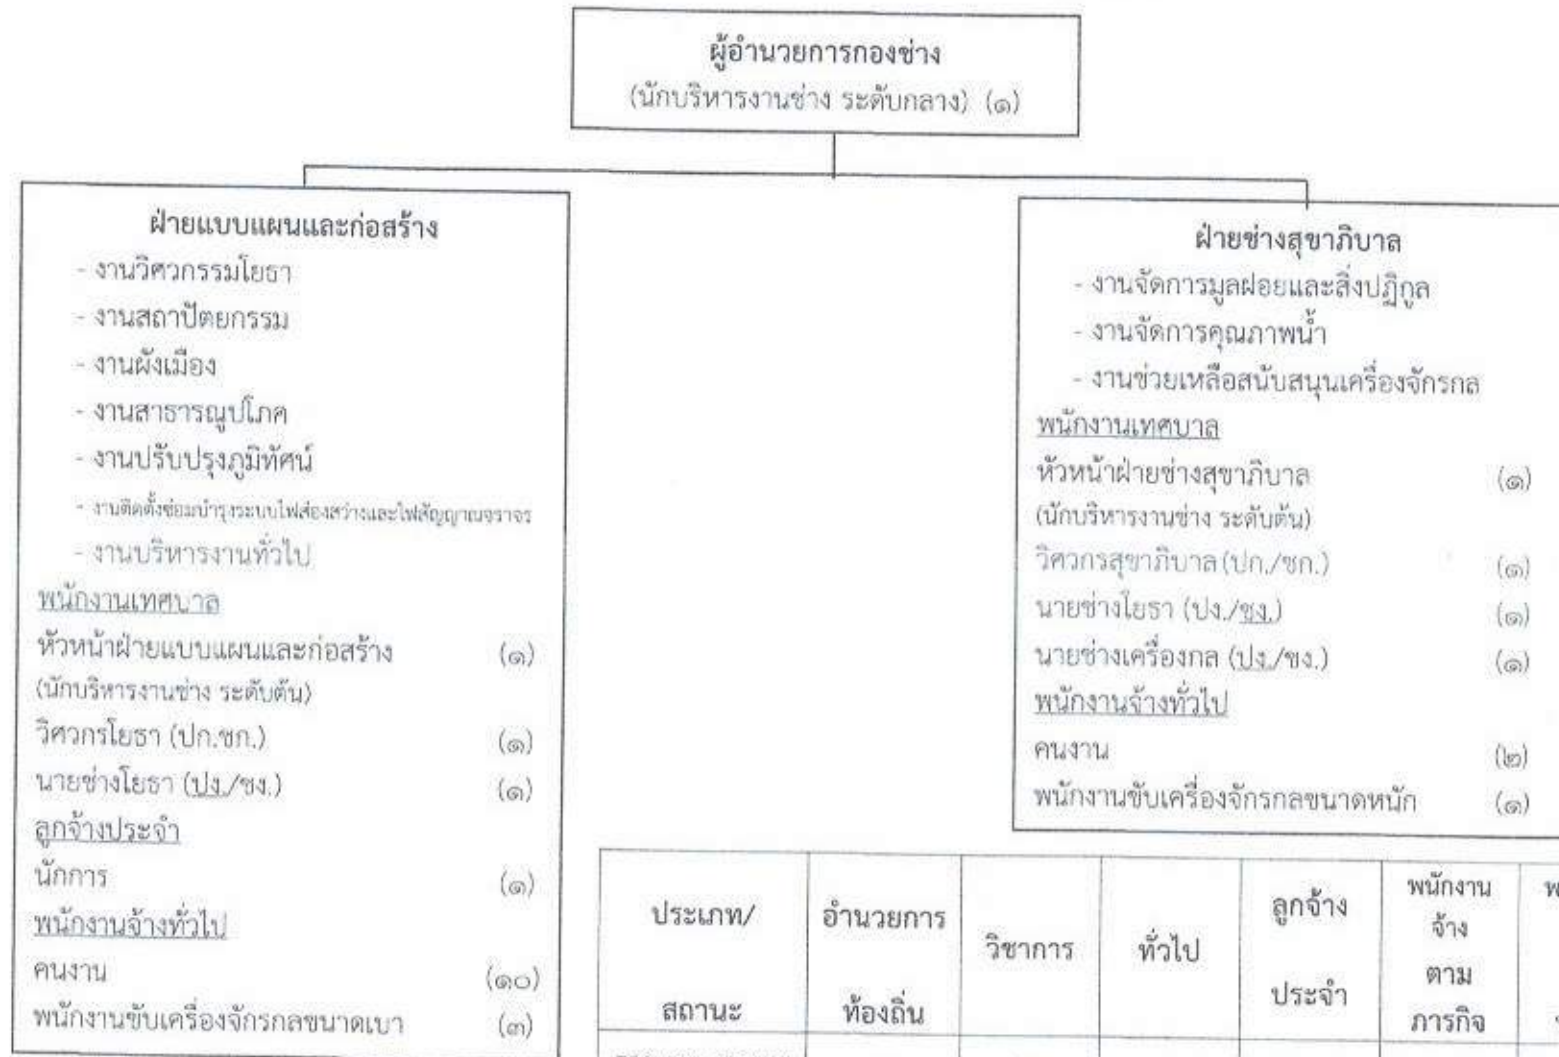 ผู้อำนวยการกองช่าง
(นักบริหารงานช่าง ระดับกลาง) (๑)
ฝ่ายแบบแผนและก่อสร้าง
- งานวิศวกรรมโยธา
- งานสถาปัตยกรรม
- งานผังเมือง
- งานสาธารณูปโภค
- งานปรับปรุงภูมิทัศน์
- งานติดตั้งซ่อมบำรุงระบบไฟส่องสว่างและไฟสัญญาณจราจร
- งานบริหารงานทั่วไป
พนักงานเทศบาล
หัวหน้าฝ่ายแบบแผนและก่อสร้าง (๑)
(นักบริหารงานช่าง ระดับต้น)
วิศวกรโยธา (ปก.ชก.) (๑)
นายช่างโยธา (ปง./ชง.) (๑)
ลูกจ้างประจำ
นักการ (๑)
พนักงานจ้างทั่วไป
คนงาน (๑๐)
พนักงานขับเครื่องจักรกลขนาดเบา (๓)
ฝ่ายช่างสุขาภิบาล
- งานจัดการมูลฝอยและสิ่งปฏิกูล
- งานจัดการคุณภาพน้ำ
- งานช่วยเหลือสนับสนุนเครื่องจักรกล
พนักงานเทศบาล
หัวหน้าฝ่ายช่างสุขาภิบาล (๑)
(นักบริหารงานช่าง ระดับต้น)
วิศวกรสุขาภิบาล (ปก./ชก.) (๑)
นายช่างโยธา (ปง./ชง.) (๑)
นายช่างเครื่องกล (ปง./ชง.) (๑)
พนักงานจ้างทั่วไป
คนงาน (๒)
พนักงานขับเครื่องจักรกลขนาดหนัก (๑)
ประเภท/
สถานะ
อำนวยการ
ท้องถิ่น
วิชาการ
ทั่วไป
ลูกจ้าง
ประจำ
พนักงาน
จ้าง
ตาม
ภารกิจ